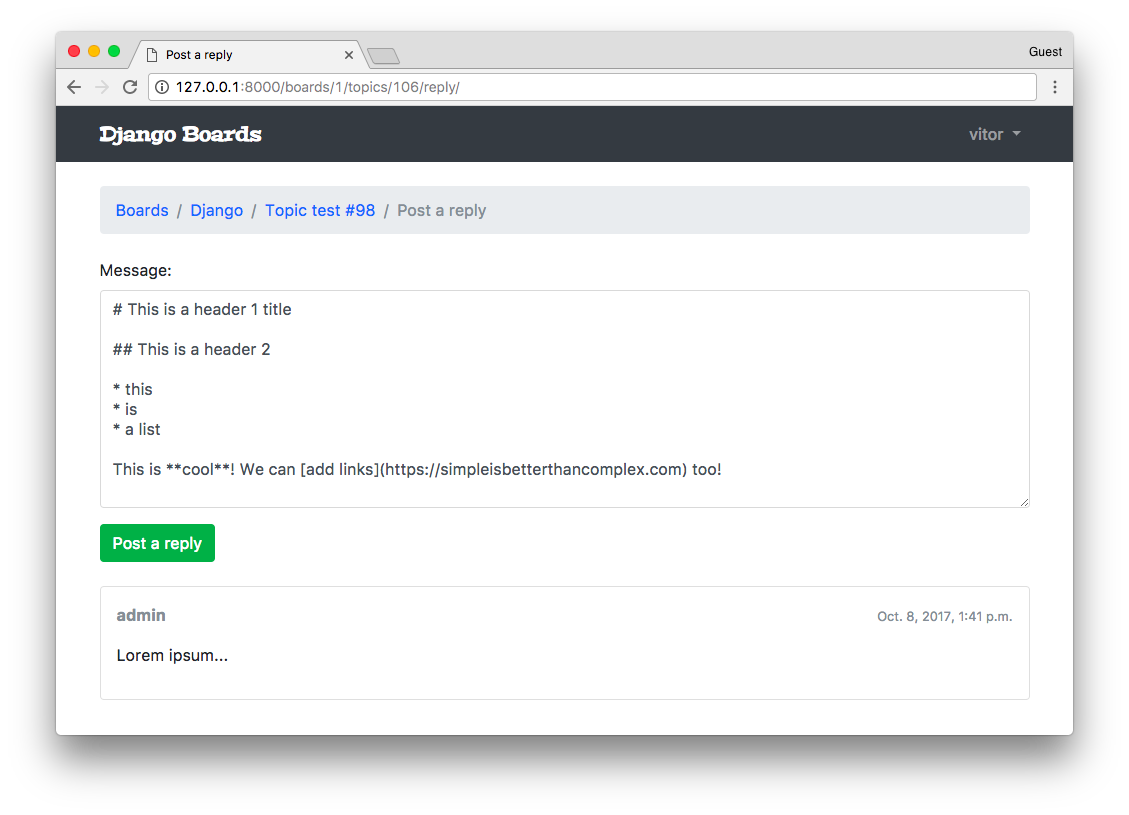 Post a reply
Guest
127.0.0.1:8000/boards/1/topics/106/reply/
Django Boards
vitor
Boards / Django / Topic test #98 / Post a reply
Message:
# This is a header 1 title
## This is a header 2
* this
* is
* a list
This is **cool**! We can [add links](https://simpleisbetterthancomplex.com) too!
Post a reply
admin
Oct. 8, 2017, 1:41 p.m.
Lorem ipsum...